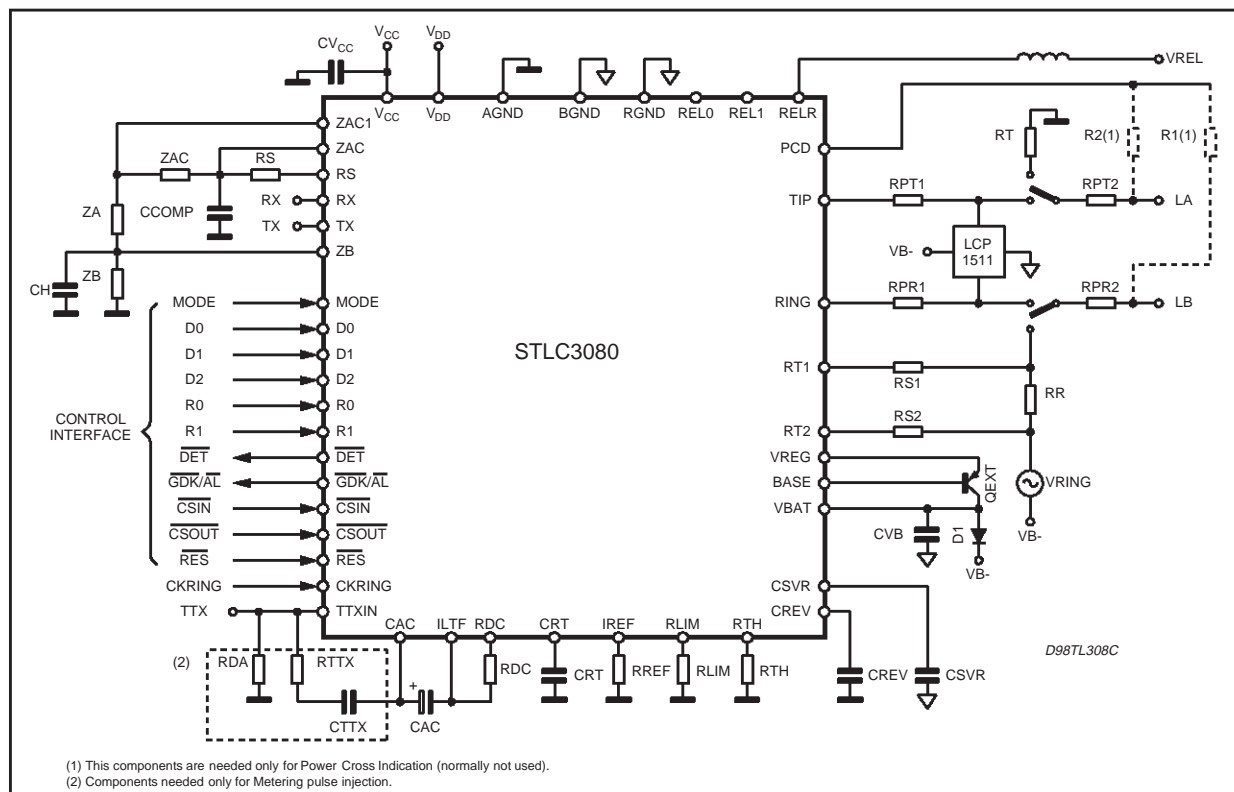 CVCC
VCC
VDD
VREL
VCC
VDD
AGND
BGND
RGND
REL0
REL1
RELR
ZAC1
ZAC
RS
RX
TX
ZB
ZAC
RS
RX
TX
ZA
CCOMP
CH
ZB
PCD
TIP
RT
R2(1)
R1(1)
RPT1
RPT2
LA
VB-
LCP
1511
RING
RPR1
RPR2
LB
STLC3080
MODE
D0
D1
D2
R0
R1
DET
GDK/AL
CSIN
CSOUT
RES
CKRING
TTX
CONTROL
INTERFACE
MODE
D0
D1
D2
R0
R1
DET
GDK/AL
CSIN
CSOUT
RES
CKRING
TTXIN
RT1
RS1
RR
RT2
RS2
VREG
BASE
VBAT
QEXT
VRING
CVB
D1
VB-
VB-
CSVR
CREV
CAC
ILTF
RDC
CRT
IREF
RLIM
RTH
(2)
RDA
RTTX
CTTX
+
CAC
RDC
CRT
RREF
RLIM
RTH
CREV
CSVR
D98TL308C
(1) This components are needed only for Power Cross Indication (normally not used).
(2) Components needed only for Metering pulse injection.